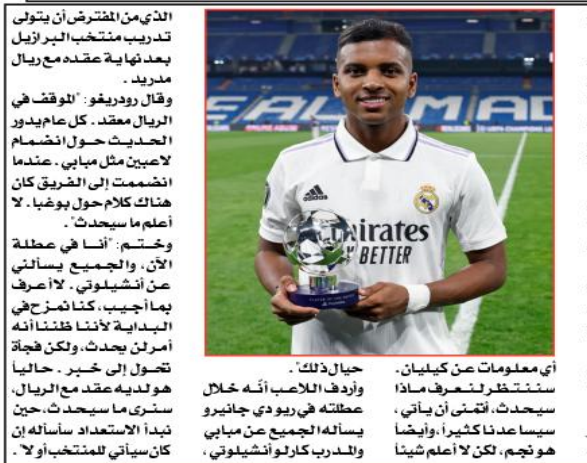 أي معلومات عن كيليان.
سننتظر لنعرف ماذا
سيحدث، أتمنى أن يأتي،
سيساعدنا كثيراً، وأيضاً
هو نجم، لكن لا أعلم شيئاً
حيال ذلك".
وأردف اللاعب أنّه خلال
عطلته في ريو دي جانيرو
يسأله الجميع عن مبابي
والمدرب كارلو أنشيلوتي،
الذي من المفترض أن يتولى
تدريب منتخب البرازيل
بعد نهاية عقده مع ريال
مدريد.
وقال رودريغو: "الموقف في
الريال معقد. كل عام يدور
الحديث حول انضمام
لاعبين مثل مبابي. عندما
انضممت إلى الفريق كان
هناك كلام حول بوغبا. لا
أعلم ما سيحدث".
وختم: "أنا في عطلة
الآن، والجميع يسألني
عن أنشيلوتي. لا أعرف
بما أجيب، كنا نمزح في
البداية لأننا ظننا أنه
أمر لن يحدث، ولكن فجأة
تحول إلى خبر. حالياً
هو لديه عقد مع الريال،
سنرى ما سيحدث، حين
نبدأ الاستعداد سأسأله إن
كان سيأتي للمنتخب أولا".
adidas
Emirates
FLY BETTER
PLAYER OF THE MATCH